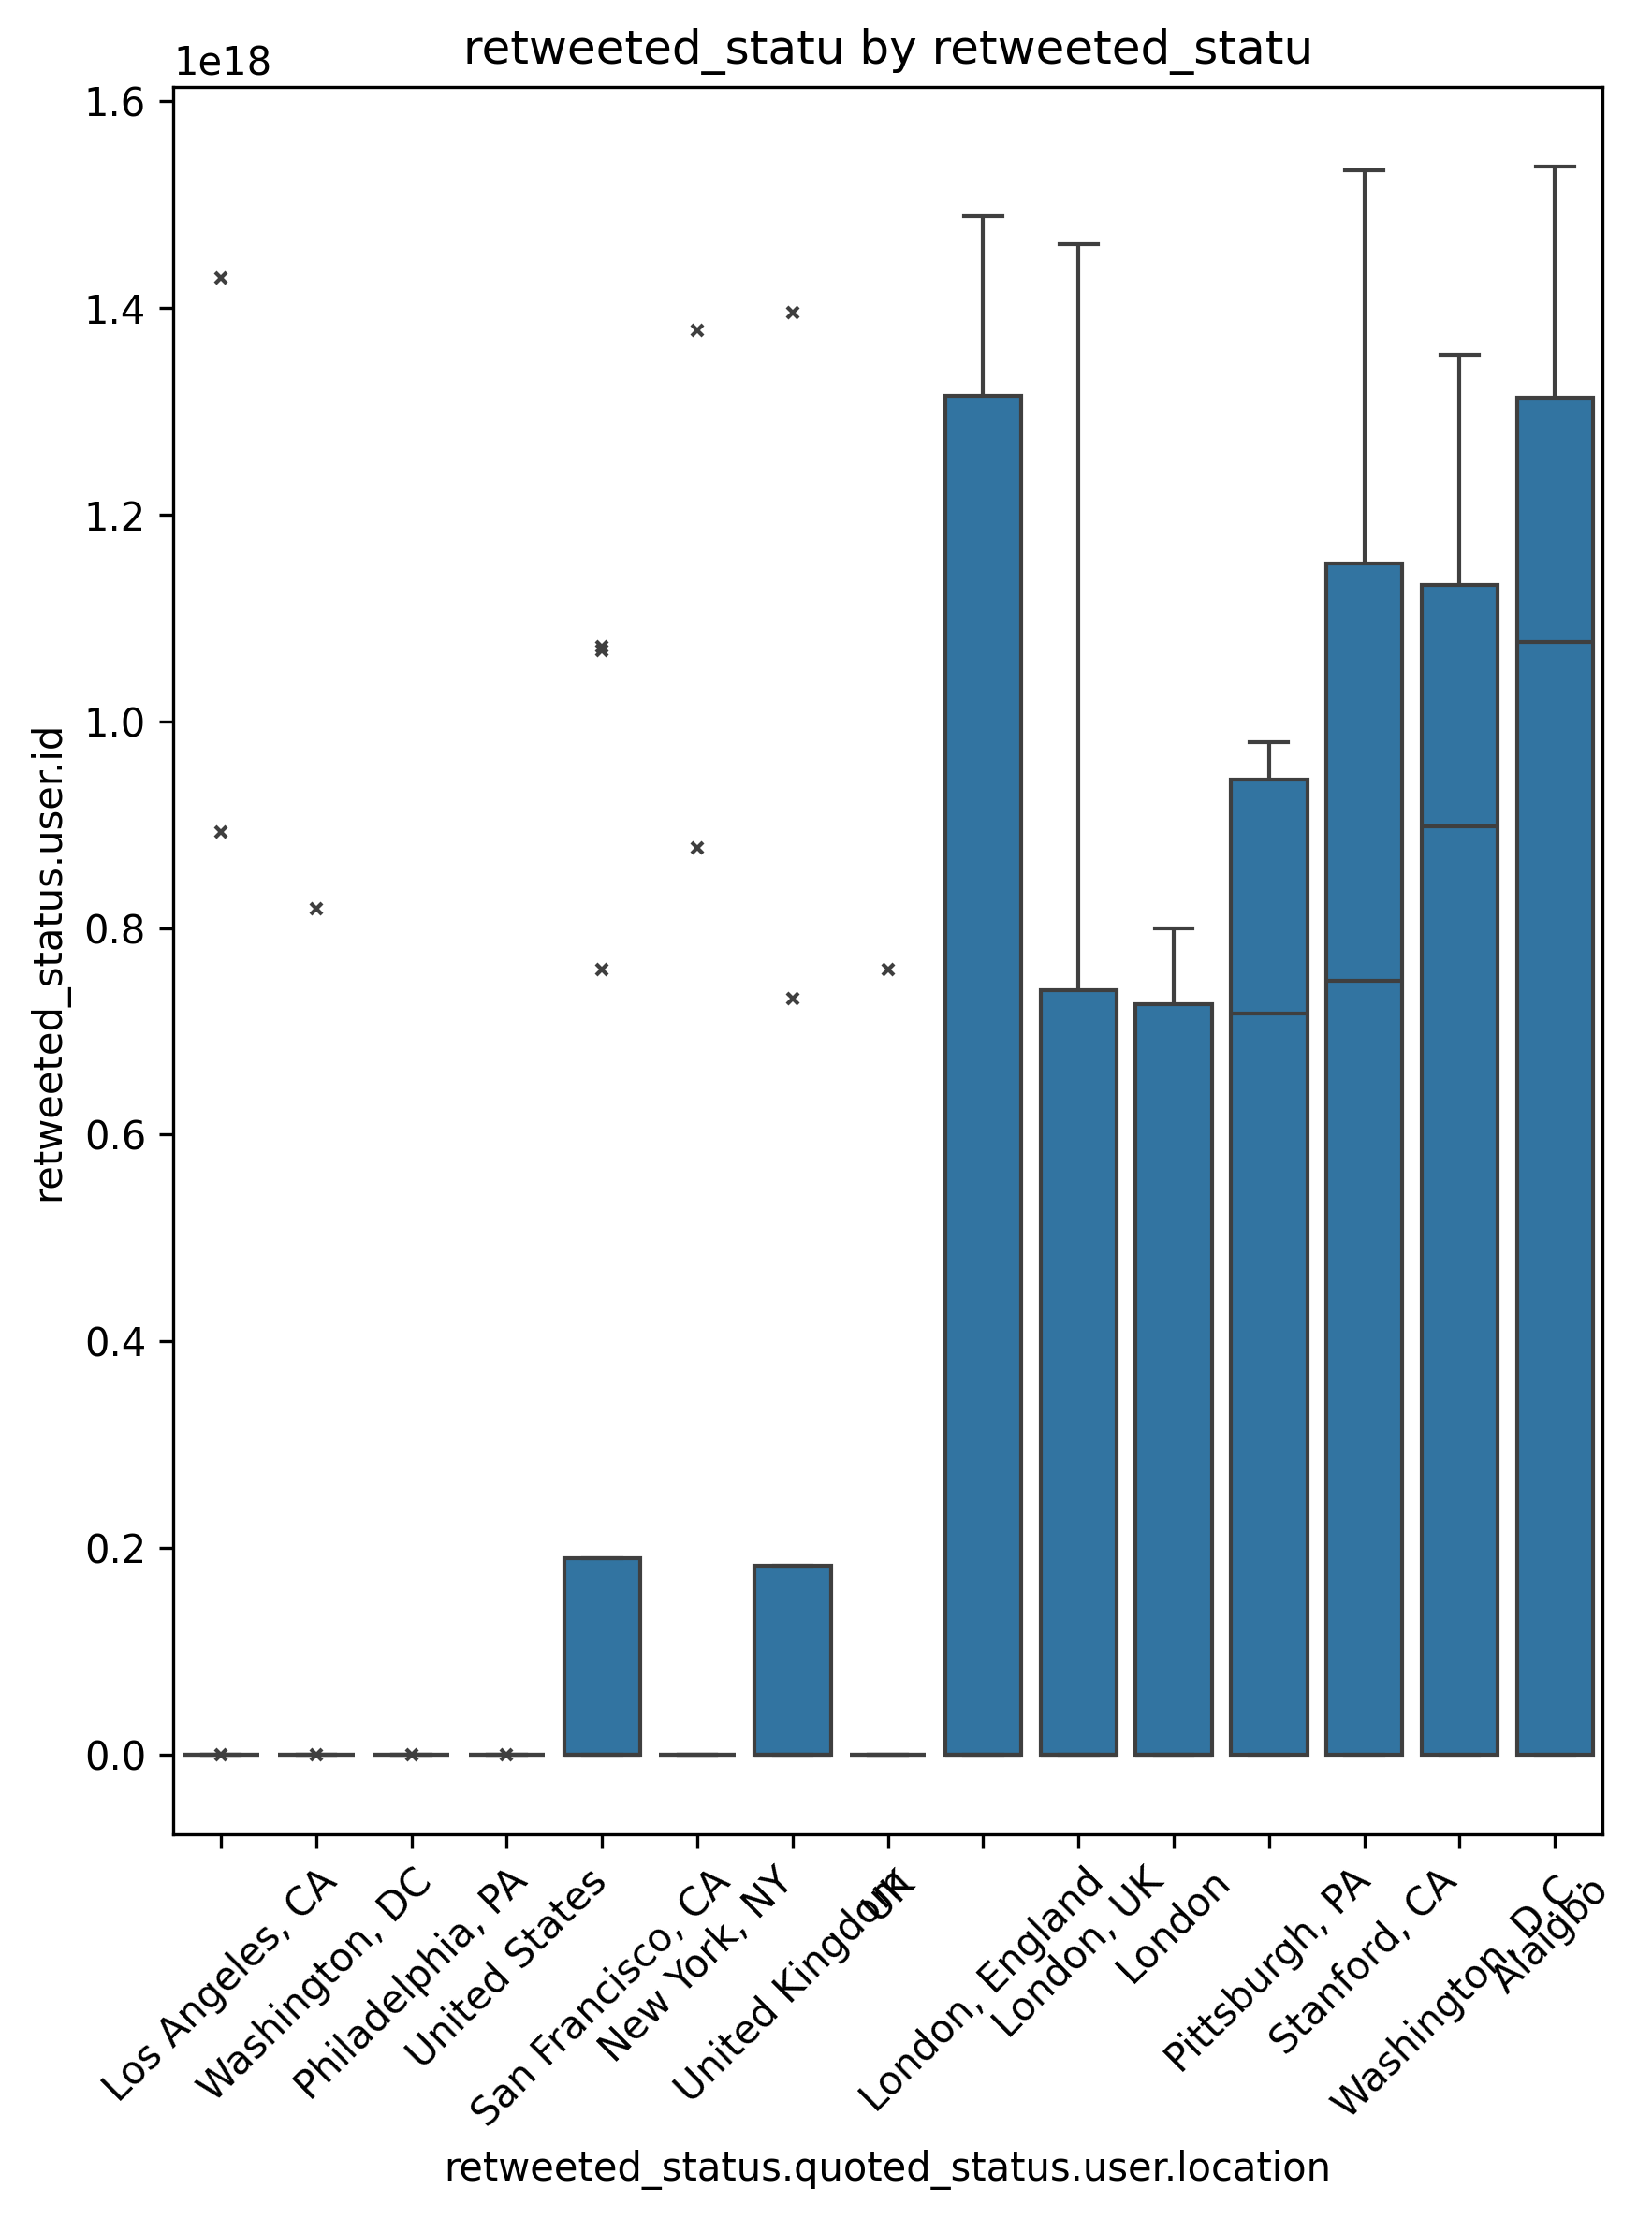 retweeted_statu by retweeted_statu
1e18
1.6
1.4
1.2
1.0
0.8
0.6
0.4
0.2
0.0
retweeted_status.user.id
Los Angeles, CA
Washington, DC
Philadelphia, PA
United States
San Francisco, CA
New York, NY
United Kingdom
UK
London, England
London, UK
London
Pittsburgh, PA
Stanford, CA
Washington, D.C.
Alaigbo
retweeted_status.quoted_status.user.location